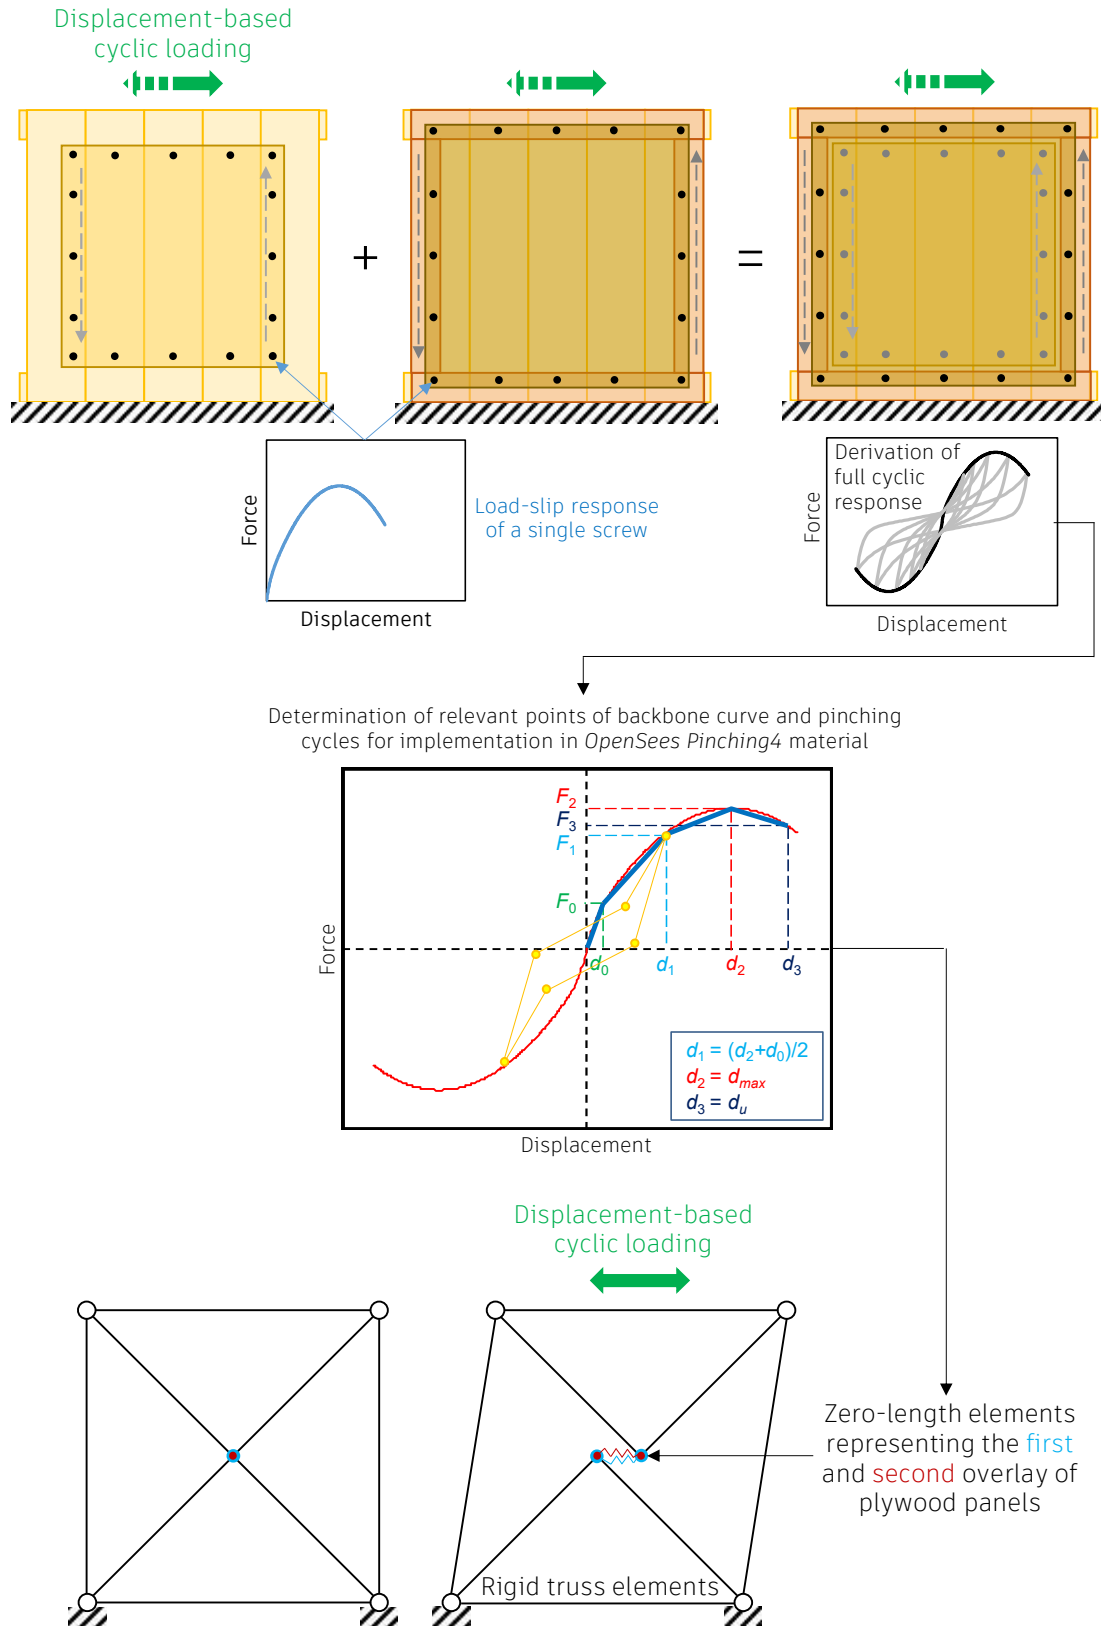 Displacement-based
cyclic loading
+
=
Force
Displacement
Load-slip response
of a single screw
Derivation of
full cyclic
response
Force
Displacement
Determination of relevant points of backbone curve and pinching
cycles for implementation in OpenSees Pinching4 material
F2
F3
F1
F0
Force
d0
d1
d2
d3
d1 = (d2+d0)/2
d2 = dmax
d3 = du
Displacement
Displacement-based
cyclic loading
Zero-length elements
representing the first
and second overlay of
plywood panels
Rigid truss elements